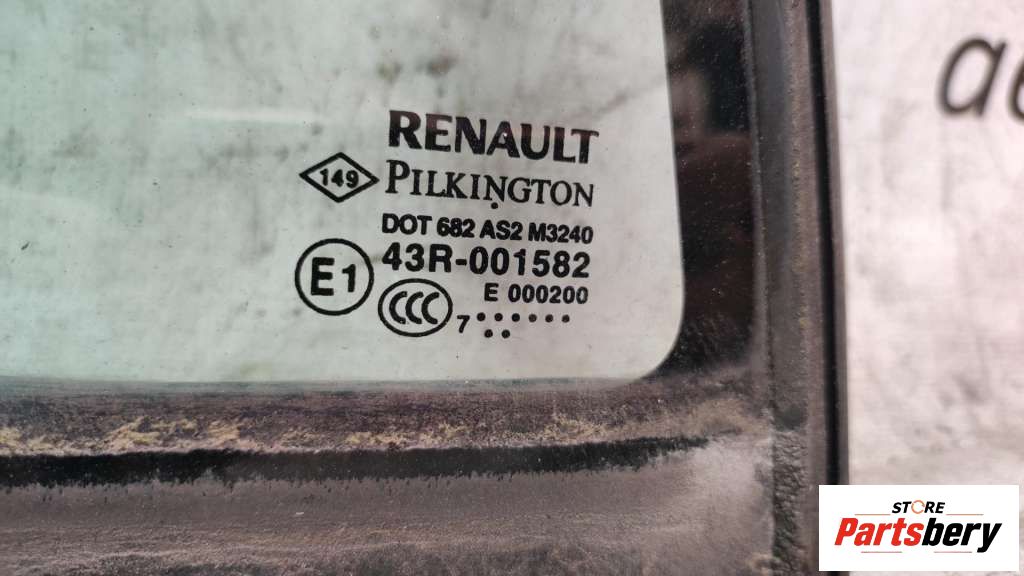 RENAULT
149 PILKINGTON
DOT 682 AS2 M3240
E1 43R-001582
CCC E 000200
7
STORE
Partsbery